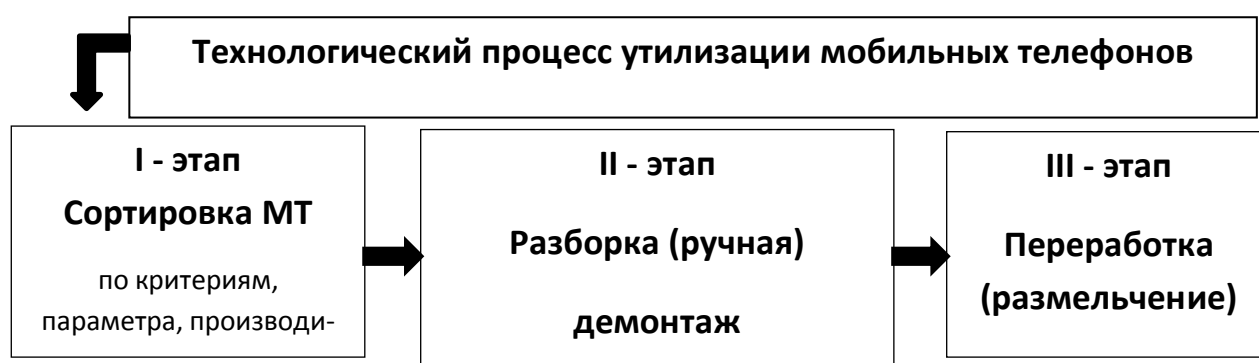 Технологический процесс утилизации мобильных телефонов
I - этап
Сортировка МТ
по критериям,
параметра, производи-
II - этап
Разборка (ручная)
демонтаж
III - этап
Переработка
(размельчение)